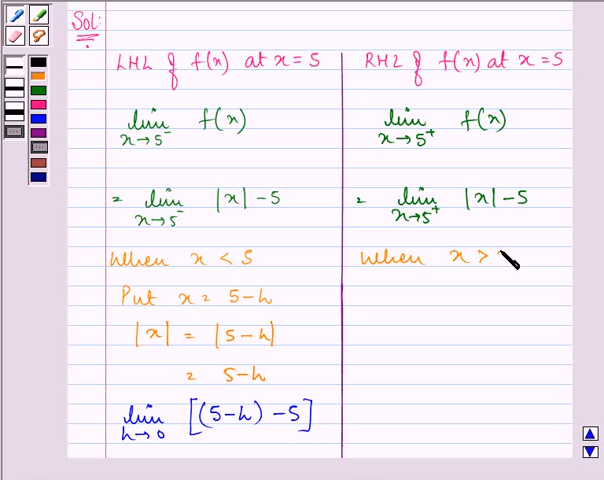 Sol:
LHL of f(x) at x = 5
lim x→5⁻ f(x)
= lim x→5⁻ |x| - 5
When x < 5
Put x = 5-h
|x| = |5-h|
= 5-h
lim h→0 [(5-h) - 5]
RHL of f(x) at x = 5
lim x→5⁺ f(x)
= lim x→5⁺ |x| - 5
When x >